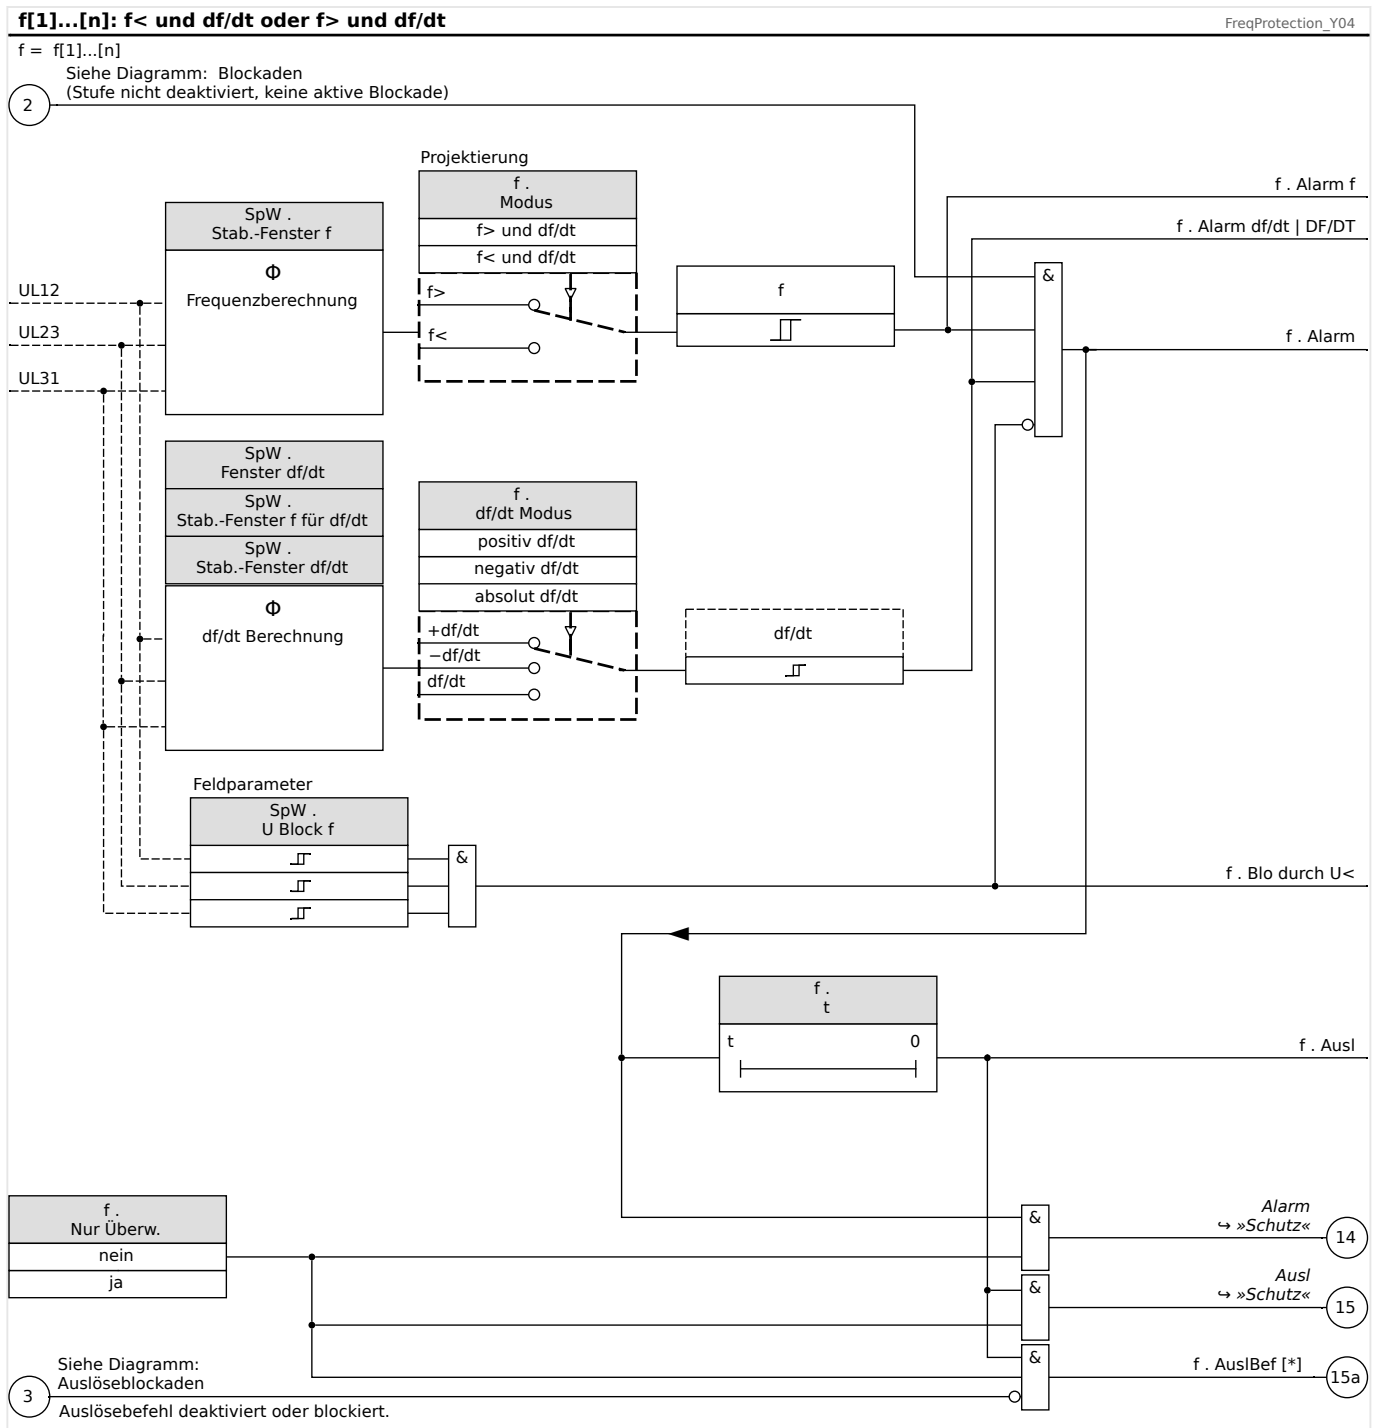 f[1]...[n]: f< und df/dt oder f> und df/dt
FreqProtection_Y04
f = f[1]...[n]
Siehe Diagramm: Blockaden
(Stufe nicht deaktiviert, keine aktive Blockade)
2
Projektierung
f .
Modus
f> und df/dt
f< und df/dt
f>
f<
SpW .
Stab.-Fenster f
Φ
Frequenzberechnung
UL12
UL23
UL31
f
&
f . Alarm f
f . Alarm df/dt | DF/DT
f . Alarm
SpW .
Fenster df/dt
SpW .
Stab.-Fenster f für df/dt
SpW .
Stab.-Fenster df/dt
Φ
df/dt Berechnung
f .
df/dt Modus
positiv df/dt
negativ df/dt
absolut df/dt
+df/dt
−df/dt
df/dt
df/dt
Feldparameter
SpW .
U Block f
&
f . Blo durch U<
f .
t
t 0
f . Ausl
f .
Nur Überw.
nein
ja
&
Alarm
↪ »Schutz«
14
&
Ausl
↪ »Schutz«
15
&
f . AuslBef [*]
15a
Siehe Diagramm:
Auslöseblockaden
3
Auslösebefehl deaktiviert oder blockiert.